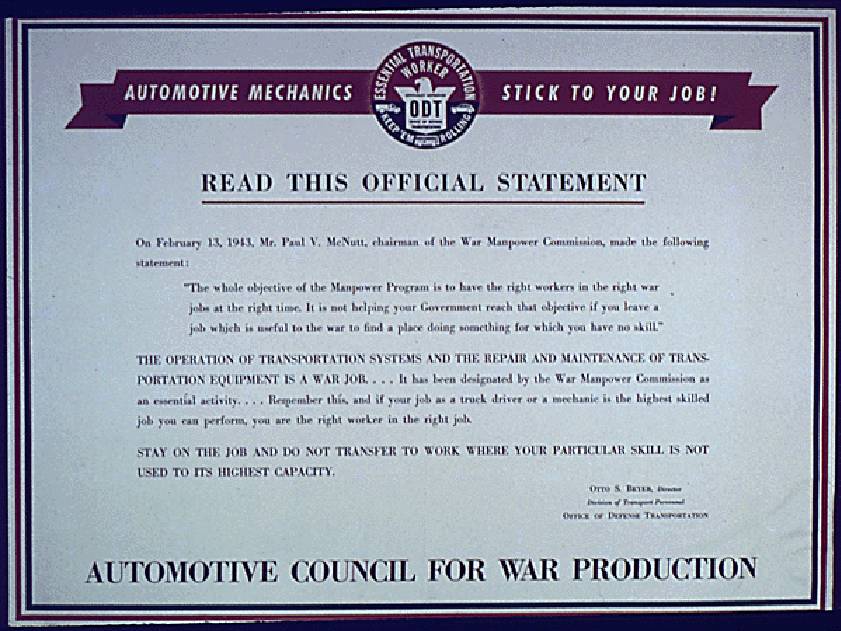 AUTOMOTIVE MECHANICS
ESSENTIAL TRANSPORTATION
WORKER
ODT
KEEP 'EM ROLLING
STICK TO YOUR JOB!
READ THIS OFFICIAL STATEMENT
On February 13, 1943, Mr. Paul V. McNutt, chairman of the War Manpower Commission, made the following
statement:
"The whole objective of the Manpower Program is to have the right workers in the right war
jobs at the right time. It is not helping your Government reach that objective if you leave a
job which is useful to the war to find a place doing something for which you have no skill."
THE OPERATION OF TRANSPORTATION SYSTEMS AND THE REPAIR AND MAINTENANCE OF TRANS-
PORTATION EQUIPMENT IS A WAR JOB. . . . It has been designated by the War Manpower Commission as
an essential activity. . . . Remember this, and if your job as a truck driver or a mechanic is the highest skilled
job you can perform, you are the right worker in the right job.
STAY ON THE JOB AND DO NOT TRANSFER TO WORK WHERE YOUR PARTICULAR SKILL IS NOT
USED TO ITS HIGHEST CAPACITY.
OTTO S. BEYER, Director
Division of Transport Personnel
OFFICE OF DEFENSE TRANSPORTATION
AUTOMOTIVE COUNCIL FOR WAR PRODUCTION